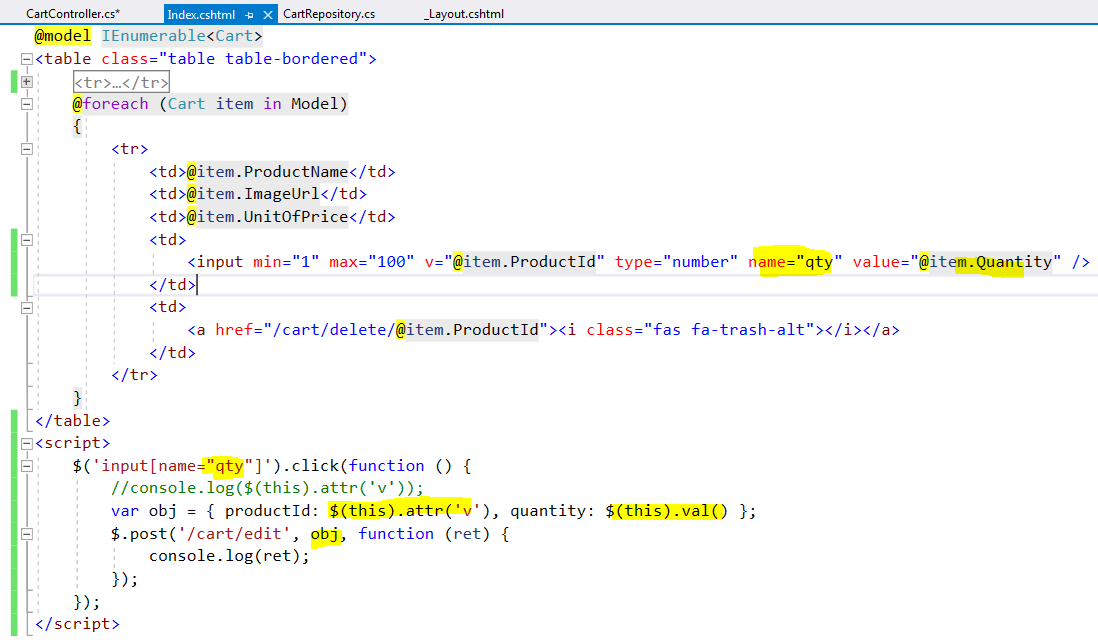 CartController.cs* Index.cshtml CartRepository.cs _Layout.cshtml
@model IEnumerable<Cart>
<table class="table table-bordered">
<tr>…</tr>
@foreach (Cart item in Model)
{
<tr>
<td>@item.ProductName</td>
<td>@item.ImageUrl</td>
<td>@item.UnitOfPrice</td>
<td>
<input min="1" max="100" v="@item.ProductId" type="number" name="qty" value="@item.Quantity" />
</td>
<td>
<a href="/cart/delete/@item.ProductId"><i class="fas fa-trash-alt"></i></a>
</td>
</tr>
}
</table>
<script>
$('input[name="qty"]').click(function () {
//console.log($(this).attr('v'));
var obj = { productId: $(this).attr('v'), quantity: $(this).val() };
$.post('/cart/edit', obj, function (ret) {
console.log(ret);
});
});
</script>